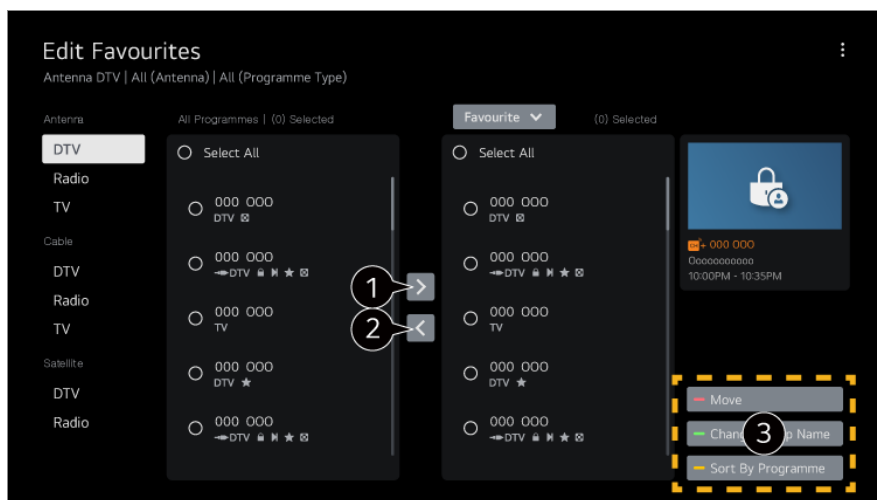 Edit Favourites
Antenna DTV | All (Antenna) | All (Programme Type)
Antenna
DTV
Radio
TV
Cable
DTV
Radio
TV
Satellite
DTV
Radio
All Programmes | (0) Selected
Select All
000 000
DTV
000 000
DTV
000 000
TV
000 000
DTV
000 000
DTV
1
2
Favourite
(0) Selected
Select All
000 000
DTV
000 000
DTV
000 000
TV
000 000
DTV
000 000
DTV
CH+ 000 000
Oooooooooo
10:00PM - 10:35PM
Move
3
Name
Sort By Programme